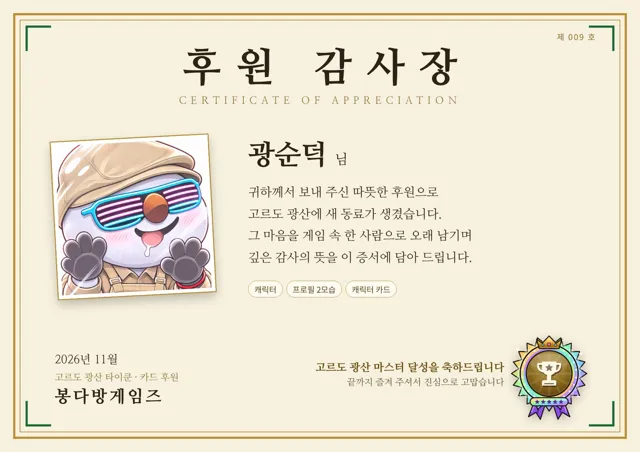 제 009 호
후원 감사장
CERTIFICATE OF APPRECIATION
광순덕 님
귀하께서 보내 주신 따뜻한 후원으로
고르도 광산에 새 동료가 생겼습니다.
그 마음을 게임 속 한 사람으로 오래 남기며
깊은 감사의 뜻을 이 증서에 담아 드립니다.
캐릭터 프로필 2모습 캐릭터 카드
2026년 11월
고르도 광산 타이쿤 · 카드 후원
봉다방게임즈
고르도 광산 마스터 달성을 축하드립니다
끝까지 즐겨 주셔서 진심으로 고맙습니다